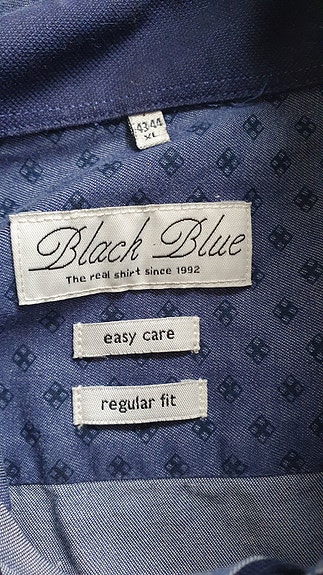 43-44
XL
Black Blue
The real shirt since 1992
easy care
regular fit